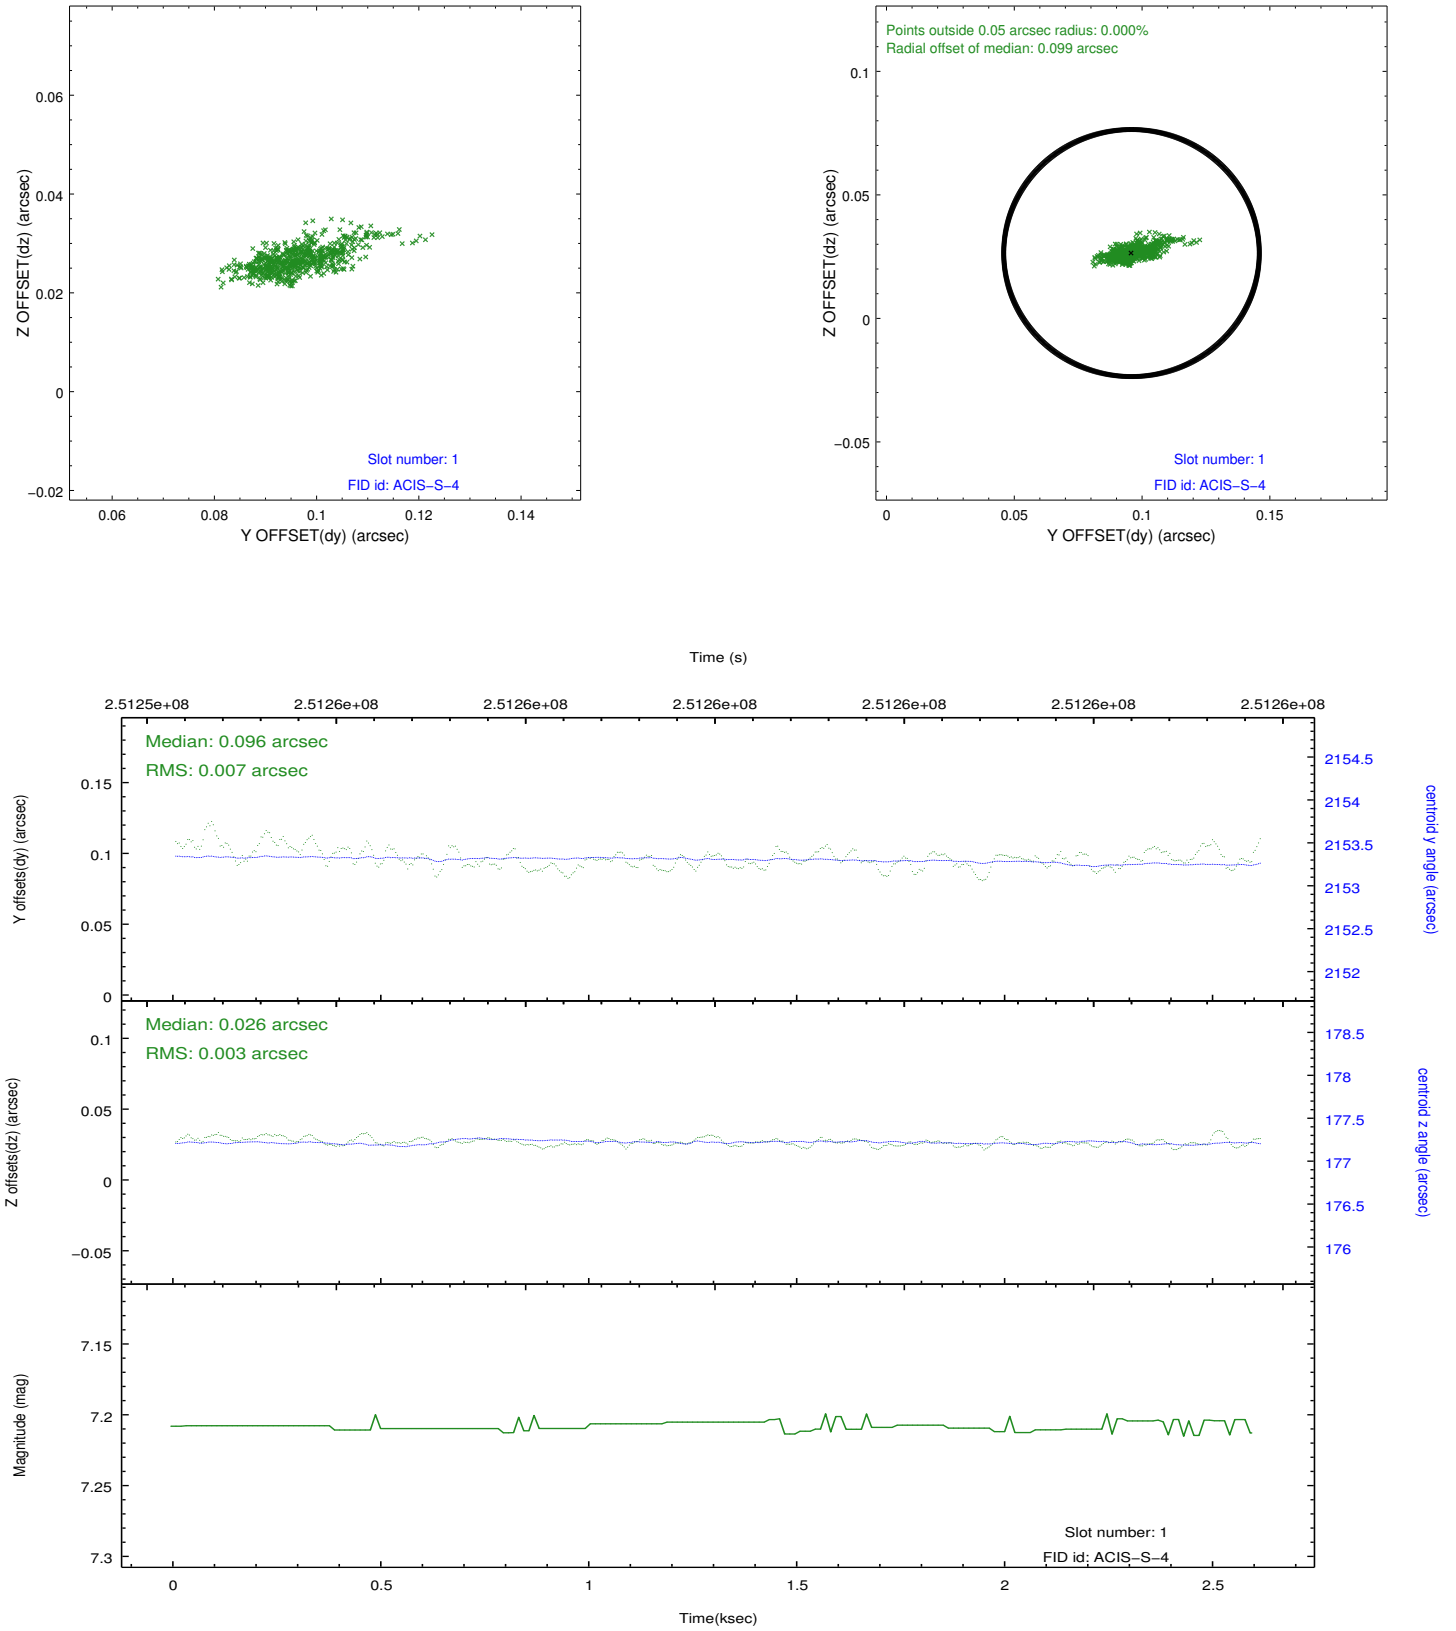 0.06
0.04
0.02
0
−0.02
Z OFFSET(dz) (arcsec)
Slot number: 1
FID id: ACIS−S−4
0.06 0.08 0.1 0.12 0.14
Y OFFSET(dy) (arcsec)
Points outside 0.05 arcsec radius: 0.000%
Radial offset of median: 0.099 arcsec
0.1
0.05
0
−0.05
Z OFFSET(dz) (arcsec)
Slot number: 1
FID id: ACIS−S−4
0 0.05 0.1 0.15
Y OFFSET(dy) (arcsec)
Time (s)
2.5125e+08 2.5126e+08 2.5126e+08 2.5126e+08 2.5126e+08 2.5126e+08 2.5126e+08
Median: 0.096 arcsec
RMS: 0.007 arcsec
0.15
0.1
0.05
0
Y offsets(dy) (arcsec)
2154.5
2154
2153.5
2153
2152.5
2152
centroid y angle (arcsec)
Median: 0.026 arcsec
RMS: 0.003 arcsec
0.1
0.05
0
−0.05
Z offsets(dz) (arcsec)
178.5
178
177.5
177
176.5
176
centroid z angle (arcsec)
7.15
7.2
7.25
7.3
Magnitude (mag)
Slot number: 1
FID id: ACIS−S−4
0 0.5 1 1.5 2 2.5
Time(ksec)